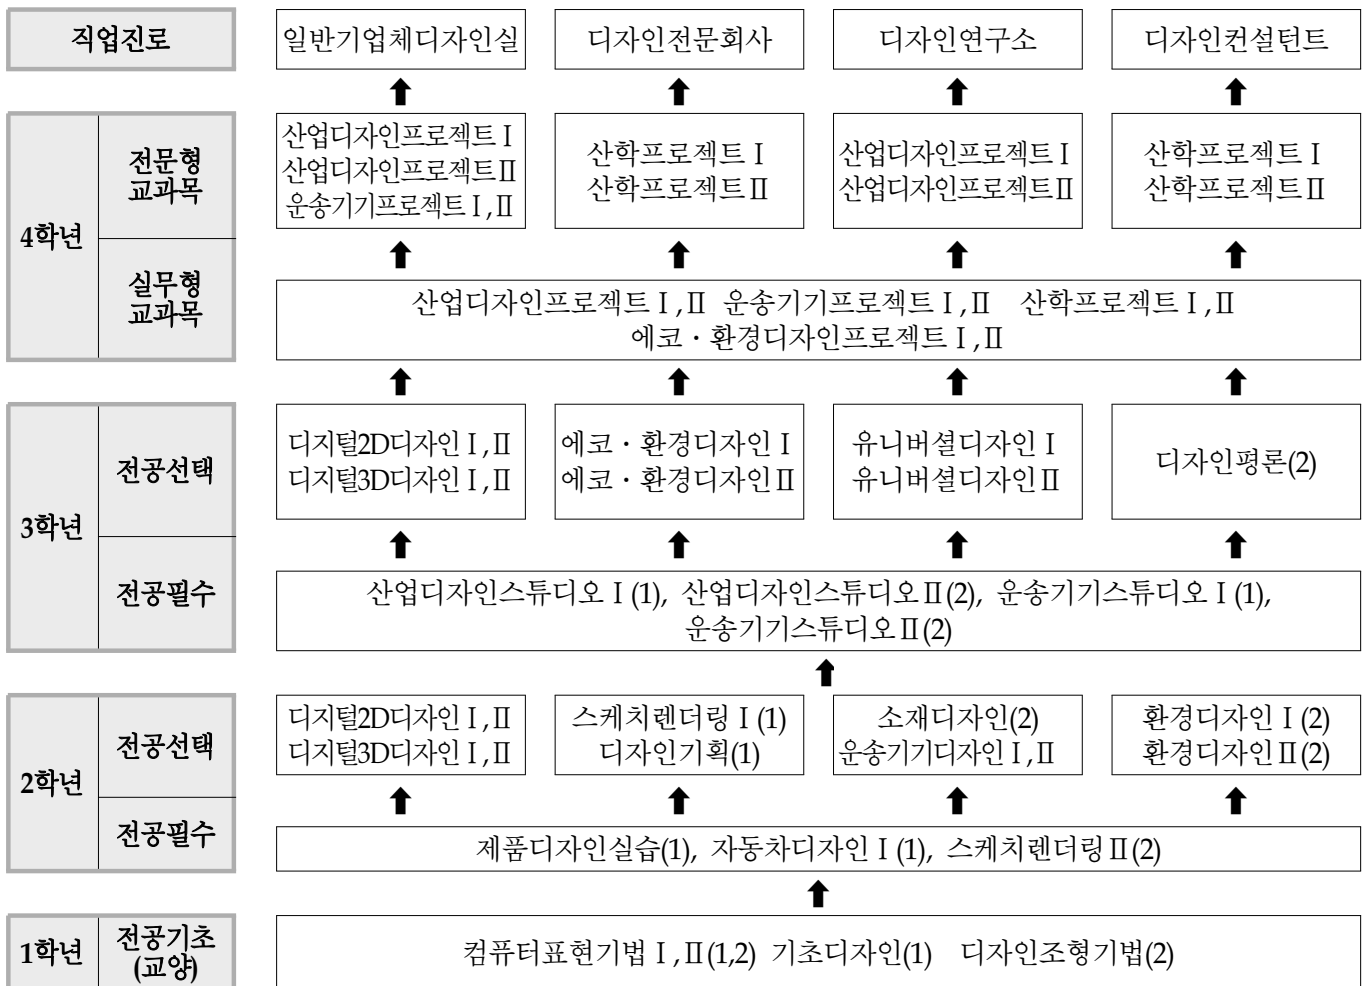 직업진로
일반기업체디자인실
디자인전문회사
디자인연구소
디자인컨설턴트
4학년
전문형
교과목
산업디자인프로젝트Ⅰ
산업디자인프로젝트Ⅱ
운송기기프로젝트Ⅰ,Ⅱ
산학프로젝트Ⅰ
산학프로젝트Ⅱ
산업디자인프로젝트Ⅰ
산업디자인프로젝트Ⅱ
산학프로젝트Ⅰ
산학프로젝트Ⅱ
실무형
교과목
산업디자인프로젝트Ⅰ,Ⅱ 운송기기프로젝트Ⅰ,Ⅱ 산학프로젝트Ⅰ,Ⅱ
에코·환경디자인프로젝트Ⅰ,Ⅱ
3학년
전공선택
디지털2D디자인Ⅰ,Ⅱ
디지털3D디자인Ⅰ,Ⅱ
에코·환경디자인Ⅰ
에코·환경디자인Ⅱ
유니버셜디자인Ⅰ
유니버셜디자인Ⅱ
디자인평론(2)
전공필수
산업디자인스튜디오Ⅰ(1), 산업디자인스튜디오Ⅱ(2), 운송기기스튜디오Ⅰ(1),
운송기기스튜디오Ⅱ(2)
2학년
전공선택
디지털2D디자인Ⅰ,Ⅱ
디지털3D디자인Ⅰ,Ⅱ
스케치렌더링Ⅰ(1)
디자인기획(1)
소재디자인(2)
운송기기디자인Ⅰ,Ⅱ
환경디자인Ⅰ(2)
환경디자인Ⅱ(2)
전공필수
제품디자인실습(1), 자동차디자인Ⅰ(1), 스케치렌더링Ⅱ(2)
1학년
전공기초
(교양)
컴퓨터표현기법Ⅰ,Ⅱ(1,2) 기초디자인(1) 디자인조형기법(2)